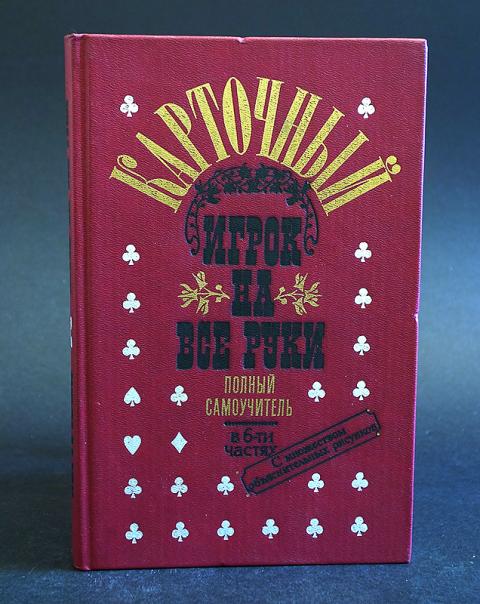 КАРТОЧНЫЙ
ИГРОК
НА
ВСЕ РУКИ
ПОЛНЫЙ
САМОУЧИТЕЛЬ
в 6-ти
частях
С множеством
объяснительных рисунков